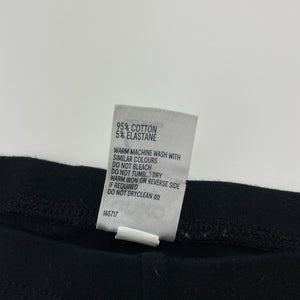 95% COTTON
5% ELASTANE
WARM MACHINE WASH WITH
SIMILAR COLOURS
DO NOT BLEACH
DO NOT TUMBLE DRY
WARM IRON ON REVERSE SIDE
IF REQUIRED
DO NOT DRYCLEAN (S)
145717